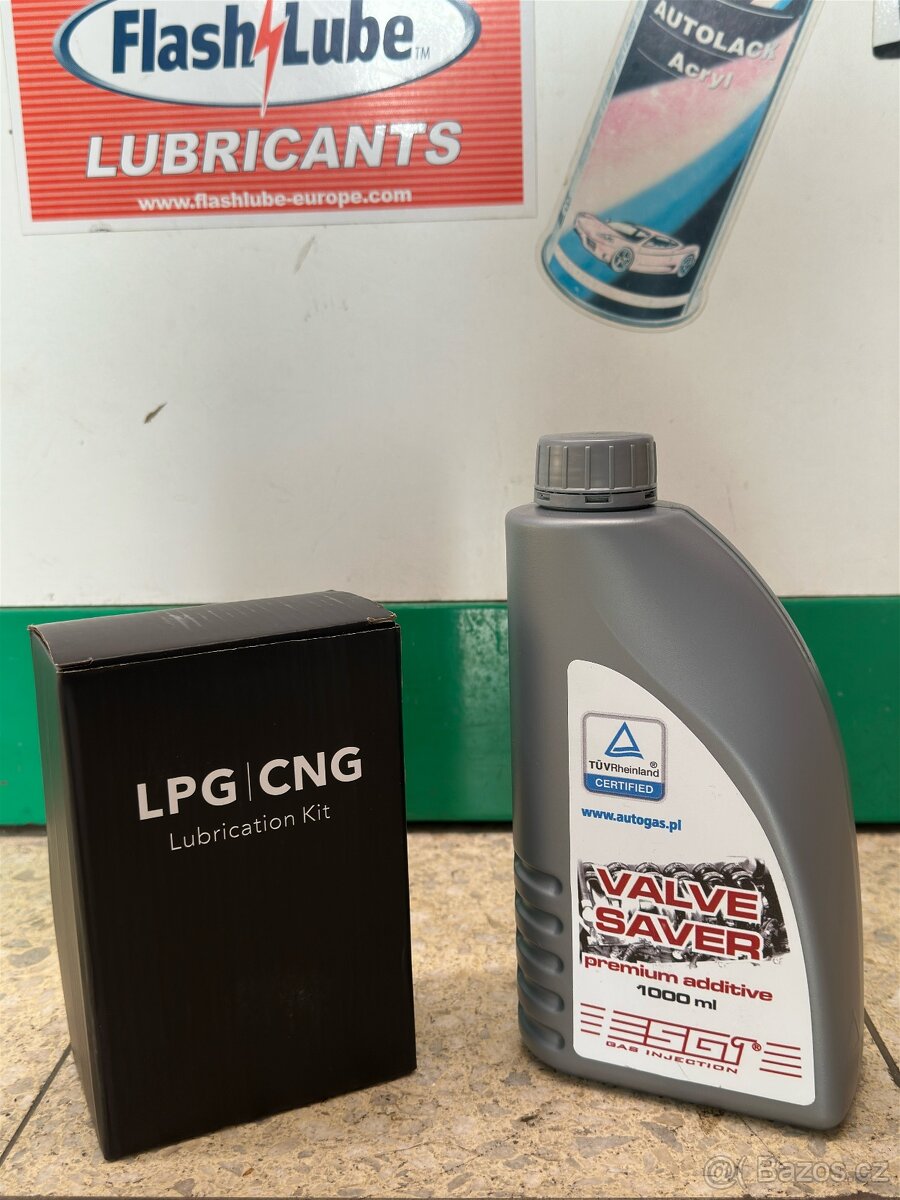 FlashLube™
LUBRICANTS
www.flashlube-europe.com
AUTOLACK
Acryl
LPG|CNG
Lubrication Kit
TÜVRheinland®
CERTIFIED
www.autogas.pl
VALVE
SAVER
premium additive
1000 ml
ESGI®
GAS INJECTION
@ Bazos.cz